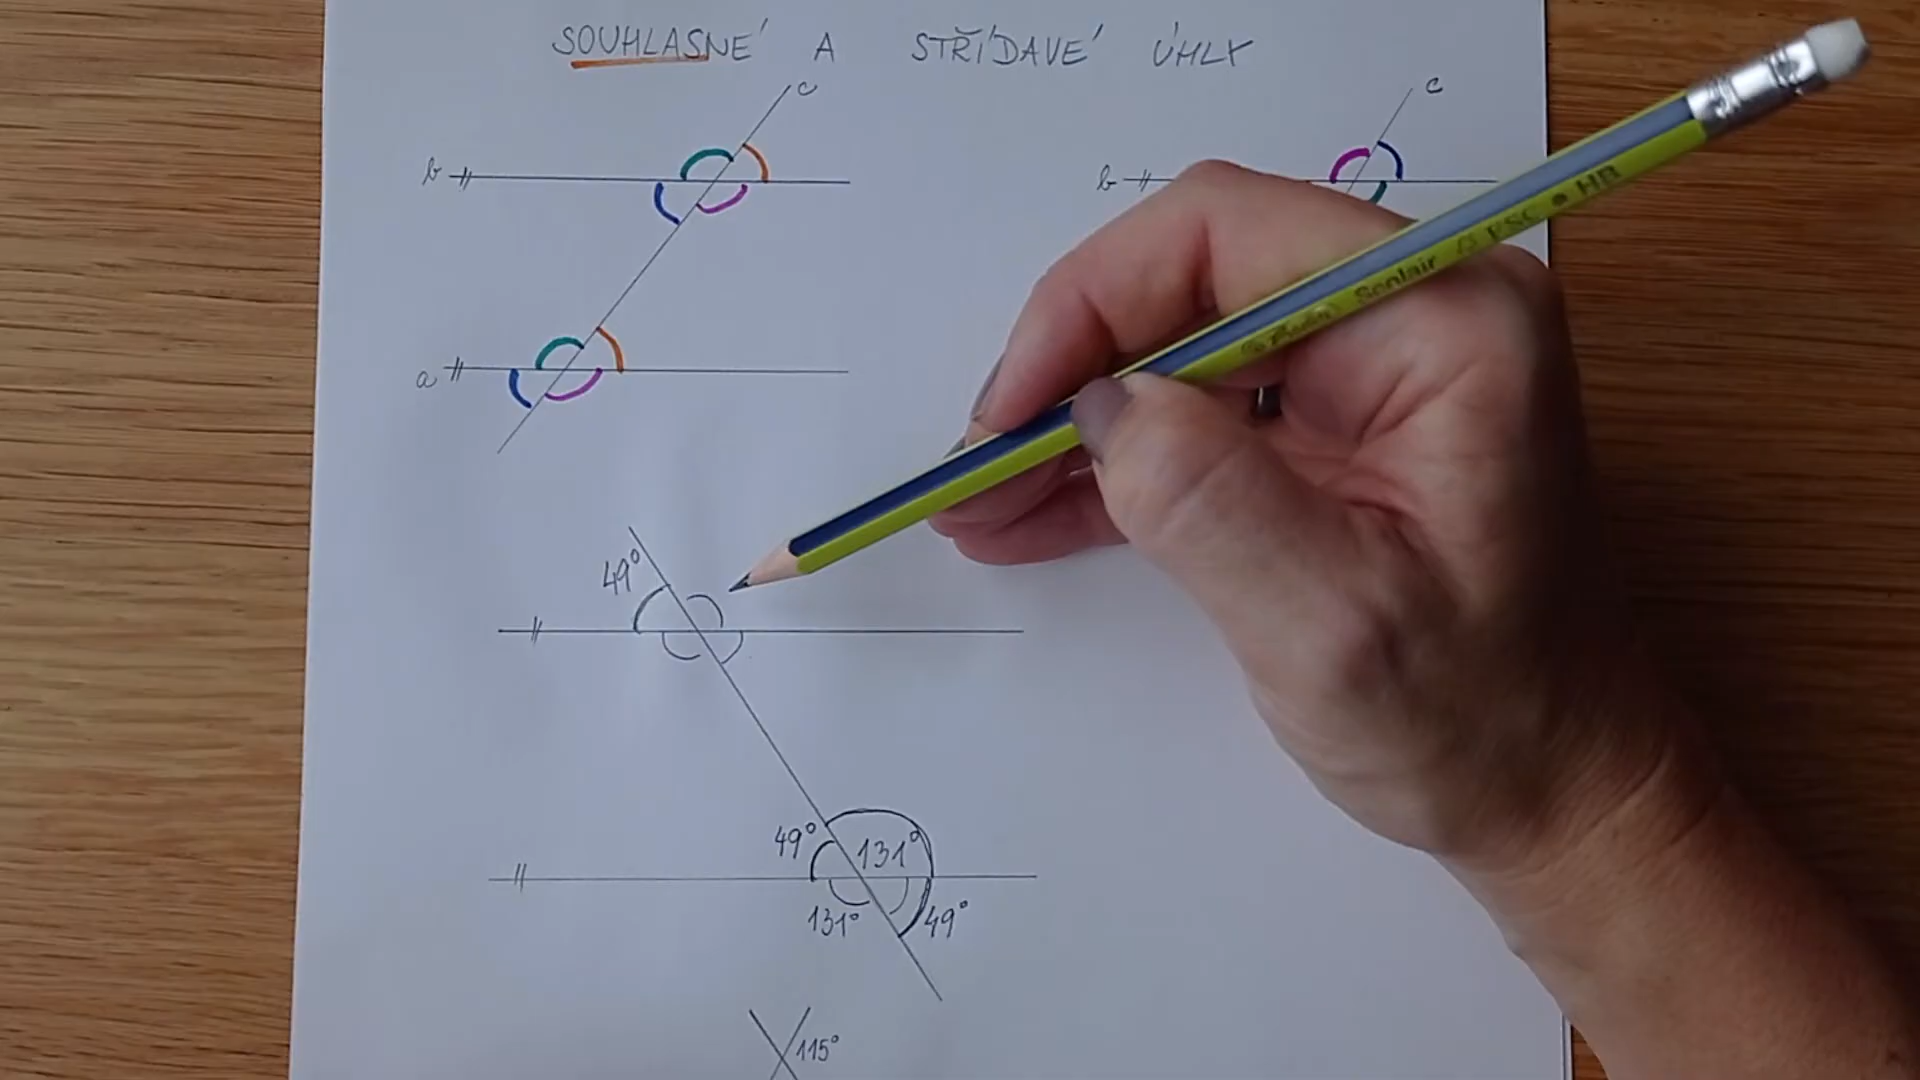 SOUHLASNÉ A STŘÍDAVÉ ÚHLY
c
b
a
c
b
Scolair HB
49°
49°
131°
131°
49°
115°